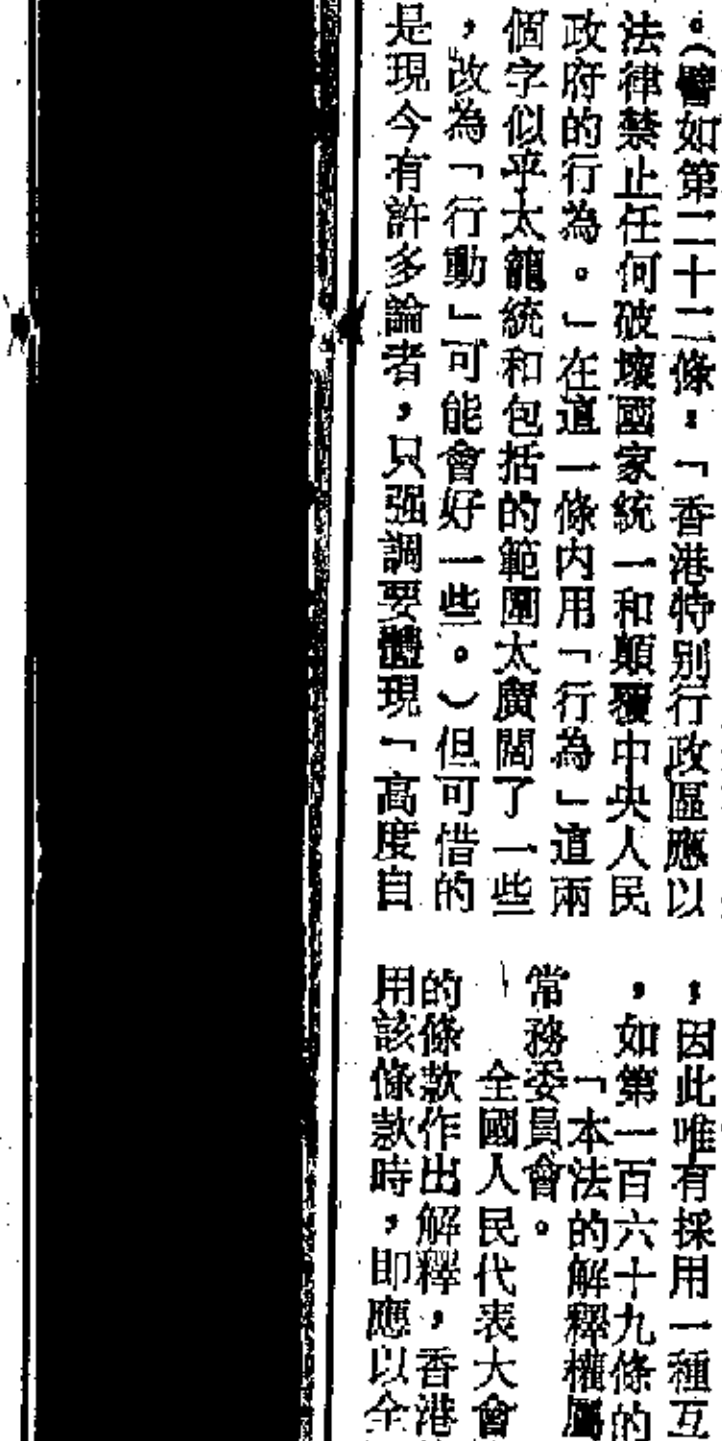 。（譬如第二十二條：「香港特別行政區應以
法律禁止任何破壞國家統一和顛覆中央人民
政府的行為。」在這一條內用「行為」這兩
個字似乎太籠統和包括的範圍太廣闊了一些
，改為「行動」可能會好一些。）但可惜的
是現今有許多論者，只强調要體現「高度自
，因此唯有採用一種互
，如第一百六十九條的
「本法的解釋權屬
常務委員會。
全國人民代表大會
的條款作出解釋，香港
用該條款時，即應以全